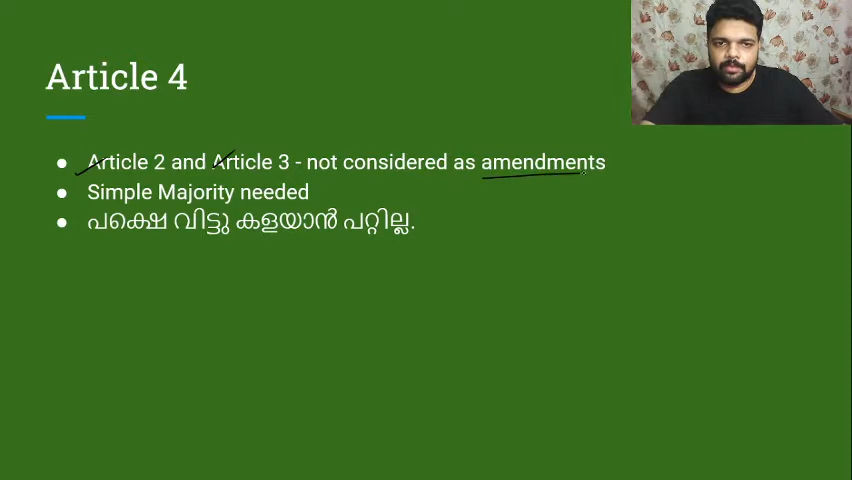 Article 4
● Article 2 and Article 3 - not considered as amendments
● Simple Majority needed
● പക്ഷെ വിട്ടു കളയാൻ പറ്റില്ല.